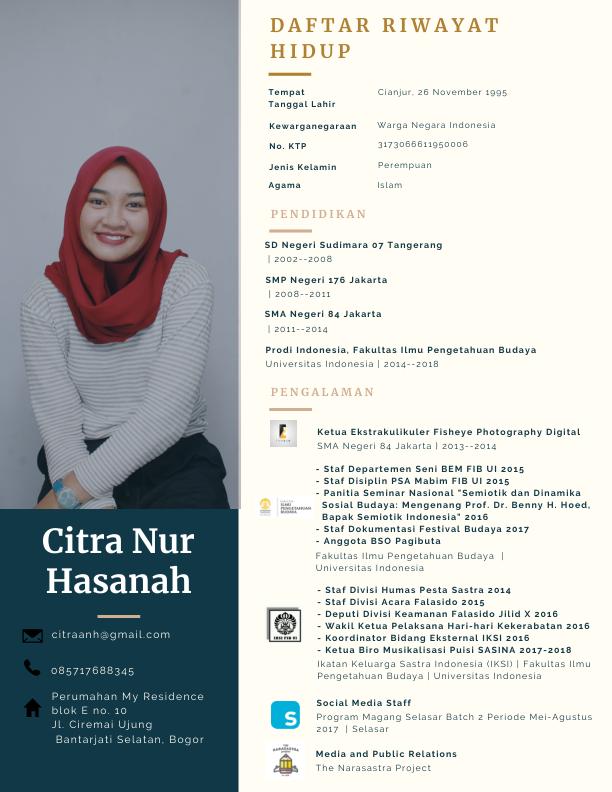 DAFTAR RIWAYAT
HIDUP
Tempat
Tanggal Lahir
Cianjur, 26 November 1995
Kewarganegaraan
Warga Negara Indonesia
No. KTP
3173066611950006
Jenis Kelamin
Perempuan
Agama
Islam
PENDIDIKAN
SD Negeri Sudimara 07 Tangerang
| 2002--2008
SMP Negeri 176 Jakarta
| 2008--2011
SMA Negeri 84 Jakarta
| 2011--2014
Prodi Indonesia, Fakultas Ilmu Pengetahuan Budaya
Universitas Indonesia | 2014--2018
PENGALAMAN
Ketua Ekstrakulikuler Fisheye Photography Digital
SMA Negeri 84 Jakarta | 2013--2014
- Staf Departemen Seni BEM FIB UI 2015
- Staf Disiplin PSA Mabim FIB UI 2015
- Panitia Seminar Nasional "Semiotik dan Dinamika
Sosial Budaya: Mengenang Prof. Dr. Benny H. Hoed,
Bapak Semiotik Indonesia" 2016
- Staf Dokumentasi Festival Budaya 2017
- Anggota BSO Pagibuta
Fakultas Ilmu Pengetahuan Budaya |
Universitas Indonesia
ILMU
PENGETAHUAN
BUDAYA
- Staf Divisi Humas Pesta Sastra 2014
- Staf Divisi Acara Falasido 2015
- Deputi Divisi Keamanan Falasido Jilid X 2016
- Wakil Ketua Pelaksana Hari-hari Kekerabatan 2016
- Koordinator Bidang Eksternal IKSI 2016
- Ketua Biro Musikalisasi Puisi SASINA 2017-2018
Ikatan Keluarga Sastra Indonesia (IKSI) | Fakultas Ilmu
Pengetahuan Budaya | Universitas Indonesia
IKSI FIB UI
S
Social Media Staff
Program Magang Selasar Batch 2 Periode Mei-Agustus
2017 | Selasar
THE
NARASASTRA
Media and Public Relations
The Narasastra Project
Citra Nur
Hasanah
citraanh@gmail.com
085717688345
Perumahan My Residence
blok E no. 10
Jl. Ciremai Ujung
Bantarjati Selatan, Bogor